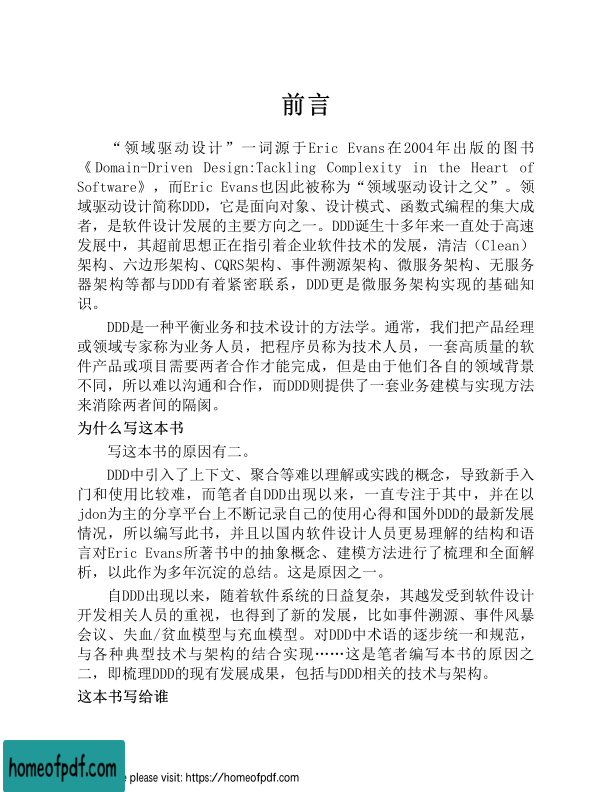 前言
“领域驱动设计”一词源于Eric Evans在2004年出版的图书
《Domain-Driven Design:Tackling Complexity in the Heart of
Software》，而Eric Evans也因此被称为“领域驱动设计之父”。领
域驱动设计简称DDD，它是面向对象、设计模式、函数式编程的集大成
者，是软件设计发展的主要方向之一。DDD诞生十多年来一直处于高速
发展中，其超前思想正在指引着企业软件技术的发展，清洁（Clean）
架构、六边形架构、CQRS架构、事件溯源架构、微服务架构、无服务
器架构等都与DDD有着紧密联系，DDD更是微服务架构实现的基础知
识。
DDD是一种平衡业务和技术设计的方法学。通常，我们把产品经理
或领域专家称为业务人员，把程序员称为技术人员，一套高质量的软
件产品或项目需要两者合作才能完成，但是由于他们各自的领域背景
不同，所以难以沟通和合作，而DDD则提供了一套业务建模与实现方法
来消除两者间的隔阂。
为什么写这本书
写这本书的原因有二。
DDD中引入了上下文、聚合等难以理解或实践的概念，导致新手入
门和使用比较难，而笔者自DDD出现以来，一直专注于其中，并在以
jdon为主的分享平台上不断记录自己的使用心得和国外DDD的最新发展
情况，所以编写此书，并且以国内软件设计人员更易理解的结构和语
言对Eric Evans所著书中的抽象概念、建模方法进行了梳理和全面解
析，以此作为多年沉淀的总结。这是原因之一。
自DDD出现以来，随着软件系统的日益复杂，其越发受到软件设计
开发相关人员的重视，也得到了新的发展，比如事件溯源、事件风暴
会议、失血/贫血模型与充血模型。对DDD中术语的逐步统一和规范，
与各种典型技术与架构的结合实现……这是笔者编写本书的原因之
二，即梳理DDD的现有发展成果，包括与DDD相关的技术与架构。
这本书写给谁
homeofpdf.com
e please visit: https://homeofpdf.com